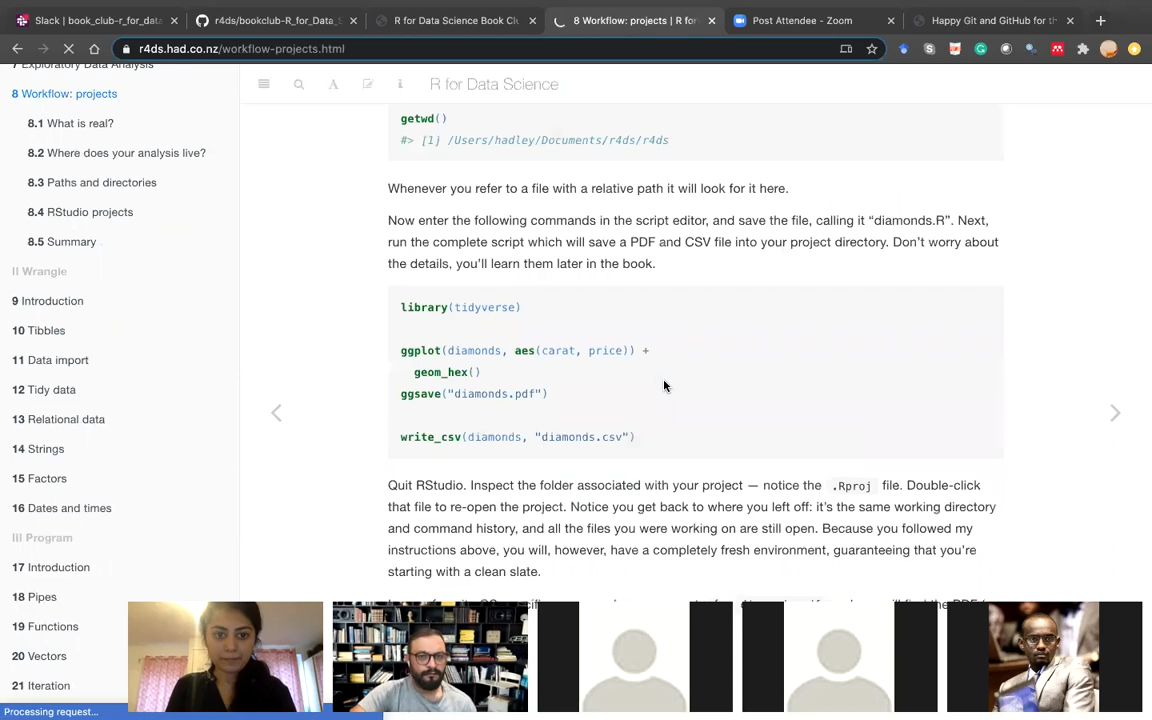 Slack | book_club-r_for_data
r4ds/bookclub-R_for_Data_S
R for Data Science Book Clu
8 Workflow: projects | R for
Post Attendee - Zoom
Happy Git and GitHub for th
r4ds.had.co.nz/workflow-projects.html
7 Exploratory Data Analysis
8 Workflow: projects
8.1 What is real?
8.2 Where does your analysis live?
8.3 Paths and directories
8.4 RStudio projects
8.5 Summary
II Wrangle
9 Introduction
10 Tibbles
11 Data import
12 Tidy data
13 Relational data
14 Strings
15 Factors
16 Dates and times
III Program
17 Introduction
18 Pipes
19 Functions
20 Vectors
21 Iteration
Processing request...
A
i
R for Data Science
getwd()
#> [1] /Users/hadley/Documents/r4ds/r4ds
Whenever you refer to a file with a relative path it will look for it here.
Now enter the following commands in the script editor, and save the file, calling it “diamonds.R”. Next,
run the complete script which will save a PDF and CSV file into your project directory. Don’t worry about
the details, you’ll learn them later in the book.
library(tidyverse)
ggplot(diamonds, aes(carat, price)) +
geom_hex()
ggsave("diamonds.pdf")
write_csv(diamonds, "diamonds.csv")
Quit RStudio. Inspect the folder associated with your project — notice the .Rproj file. Double-click
that file to re-open the project. Notice you get back to where you left off: it’s the same working directory
and command history, and all the files you were working on are still open. Because you followed my
instructions above, you will, however, have a completely fresh environment, guaranteeing that you’re
starting with a clean slate.